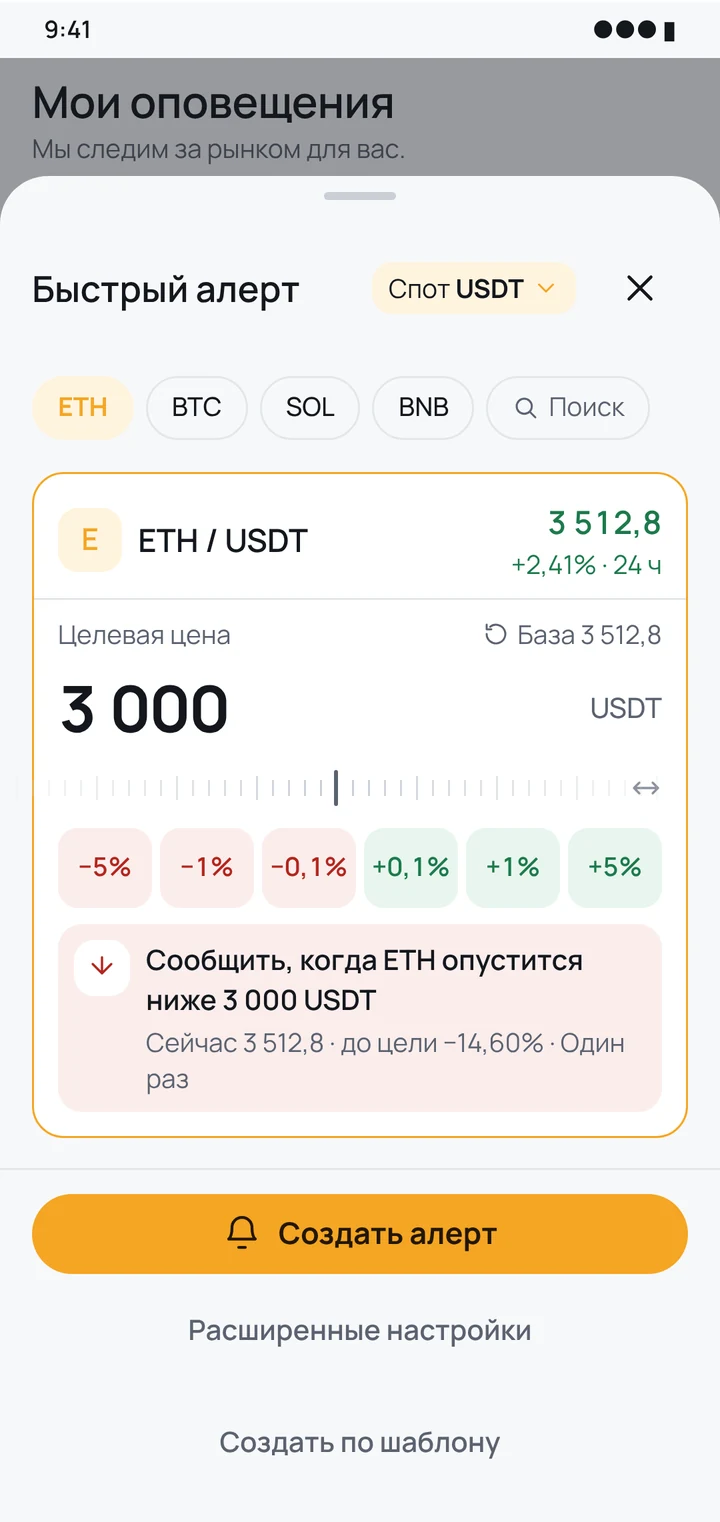 9:41
Мои оповещения
Мы следим за рынком для вас.
Быстрый алерт
Спот USDT
ETH
BTC
SOL
BNB
Поиск
E
ETH / USDT
3 512,8
+2,41% · 24 ч
Целевая цена
База 3 512,8
3 000
USDT
−5%
−1%
−0,1%
+0,1%
+1%
+5%
Сообщить, когда ETH опустится
ниже 3 000 USDT
Сейчас 3 512,8 · до цели −14,60% · Один
раз
Создать алерт
Расширенные настройки
Создать по шаблону